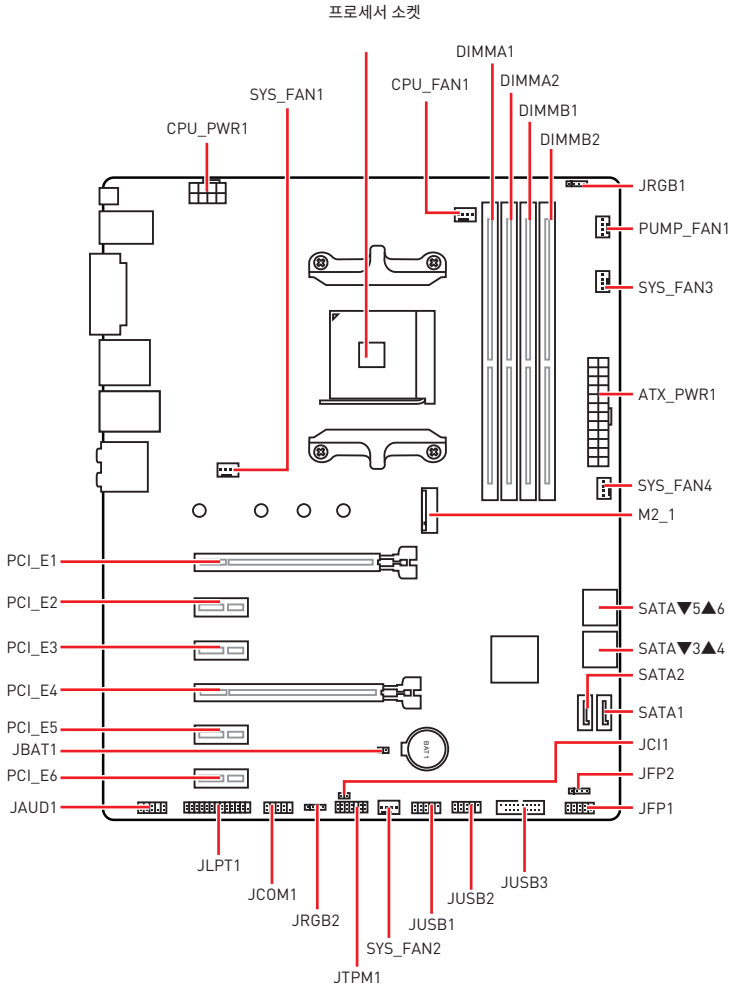 프로세서 소켓
DIMMA1
CPU_FAN1
DIMMA2
SYS_FAN1
DIMMB1
CPU_PWR1
DIMMB2
JRGB1
PUMP_FAN1
SYS_FAN3
ATX_PWR1
SYS_FAN4
M2_1
PCI_E1
PCI_E2
SATA▼5▲6
PCI_E3
SATA▼3▲4
SATA2
PCI_E4
SATA1
PCI_E5
JBAT1
BAT1
JCI1
PCI_E6
JFP2
JAUD1
JFP1
JLPT1
JCOM1
JUSB3
JUSB2
JRGB2
JUSB1
SYS_FAN2
JTPM1